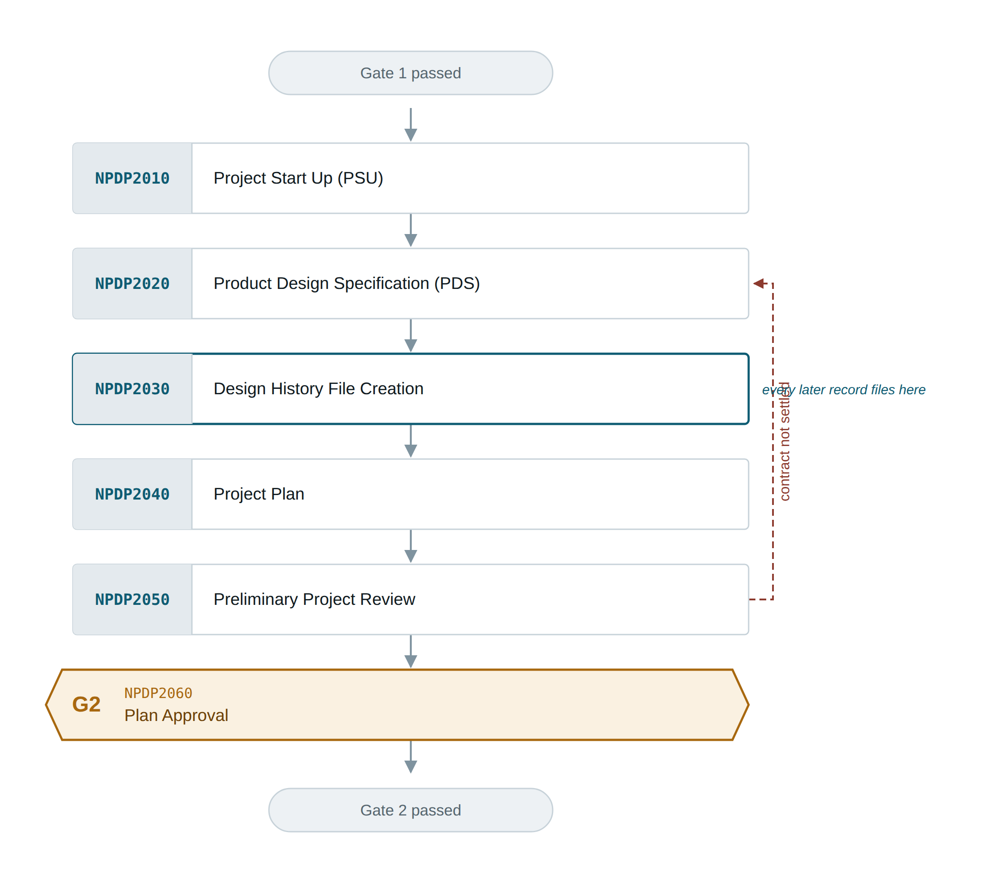 Gate 1 passed
NPDP2010
Project Start Up (PSU)
NPDP2020
Product Design Specification (PDS)
NPDP2030
Design History File Creation
every later record files here
contract not settled
NPDP2040
Project Plan
NPDP2050
Preliminary Project Review
G2
NPDP2060
Plan Approval
Gate 2 passed